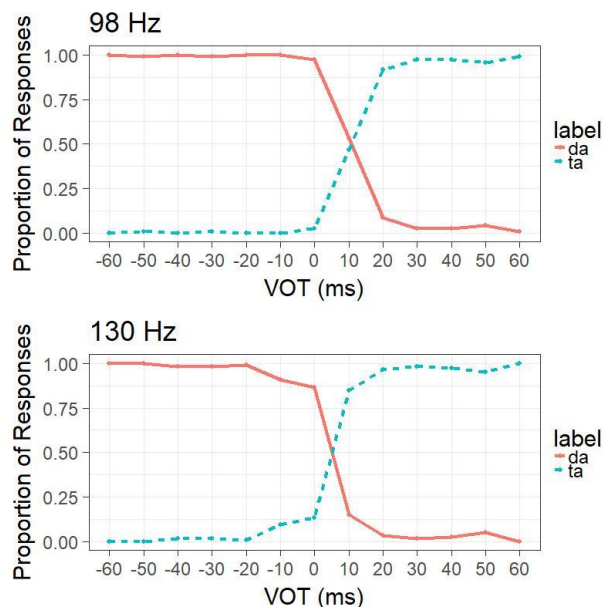 98 Hz
Proportion of Responses
1.00
0.75
0.50
0.25
0.00
-60 -50 -40 -30 -20 -10 0 10 20 30 40 50 60
VOT (ms)
label
da
ta
130 Hz
Proportion of Responses
1.00
0.75
0.50
0.25
0.00
-60 -50 -40 -30 -20 -10 0 10 20 30 40 50 60
VOT (ms)
label
da
ta